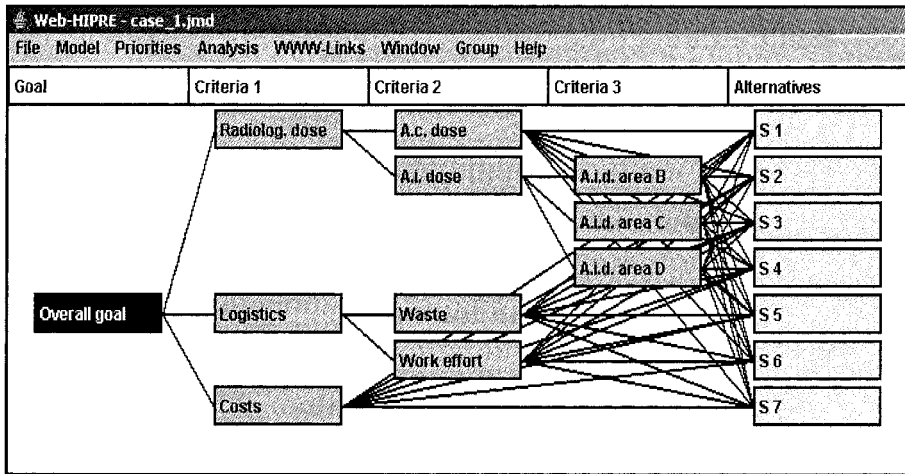 Web-HIPRE - case_1.jmd
File Model Priorities Analysis WWW-Links Window Group Help
Goal Criteria 1 Criteria 2 Criteria 3 Alternatives
Radiolog. dose A.c. dose S 1
A.i. dose A.i.d. area B S 2
A.i.d. area C S 3
A.i.d. area D S 4
Overall goal Logistics Waste S 5
Work effort S 6
Costs S 7